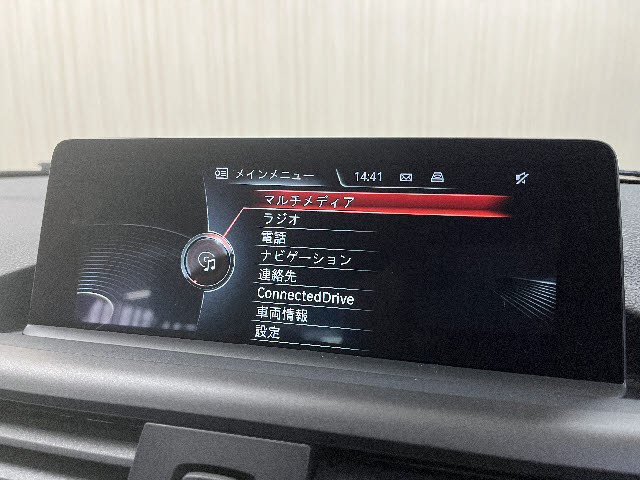 メインメニュー 14:41
マルチメディア
ラジオ
電話
ナビゲーション
連絡先
ConnectedDrive
車両情報
設定